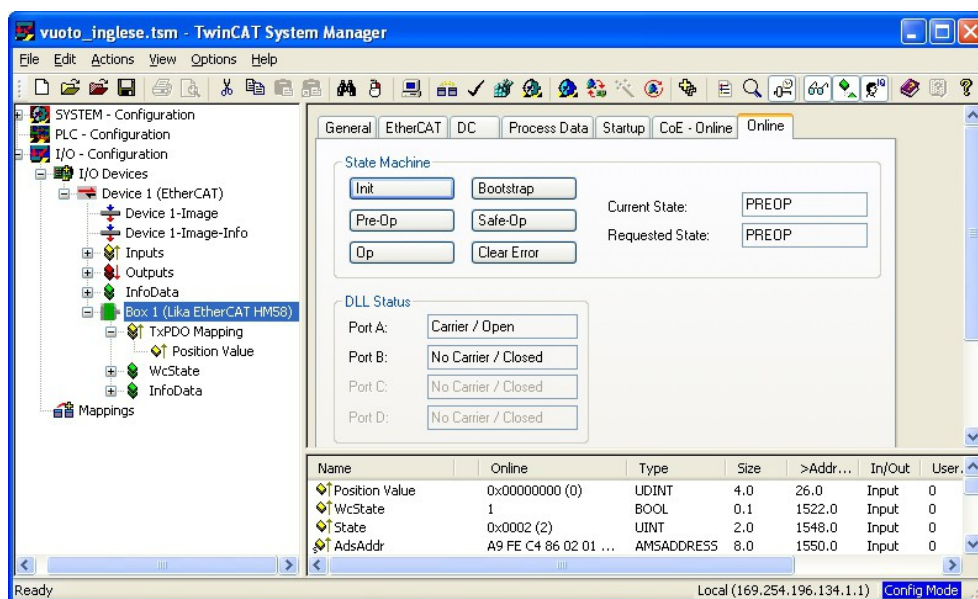 vuoto_inglese.tsm - TwinCAT System Manager
File Edit Actions View Options Help
SYSTEM - Configuration
PLC - Configuration
I/O - Configuration
I/O Devices
Device 1 (EtherCAT)
Device 1-Image
Device 1-Image-Info
Inputs
Outputs
InfoData
Box 1 (Lika EtherCAT HM58)
TxPDO Mapping
Position Value
WcState
InfoData
Mappings
General EtherCAT DC Process Data Startup CoE - Online Online
State Machine
Init Bootstrap
Pre-Op Safe-Op
Op Clear Error
Current State: PREOP
Requested State: PREOP
DLL Status
Port A: Carrier / Open
Port B: No Carrier / Closed
Port C: No Carrier / Closed
Port D: No Carrier / Closed
Name Online Type Size >Addr... In/Out User.
Position Value 0x00000000 (0) UDINT 4.0 26.0 Input 0
WcState 1 BOOL 0.1 1522.0 Input 0
State 0x0002 (2) UINT 2.0 1548.0 Input 0
AdsAddr A9 FE C4 86 02 01 ... AMSADDRESS 8.0 1550.0 Input 0
Ready Local (169.254.196.134.1.1) Config Mode